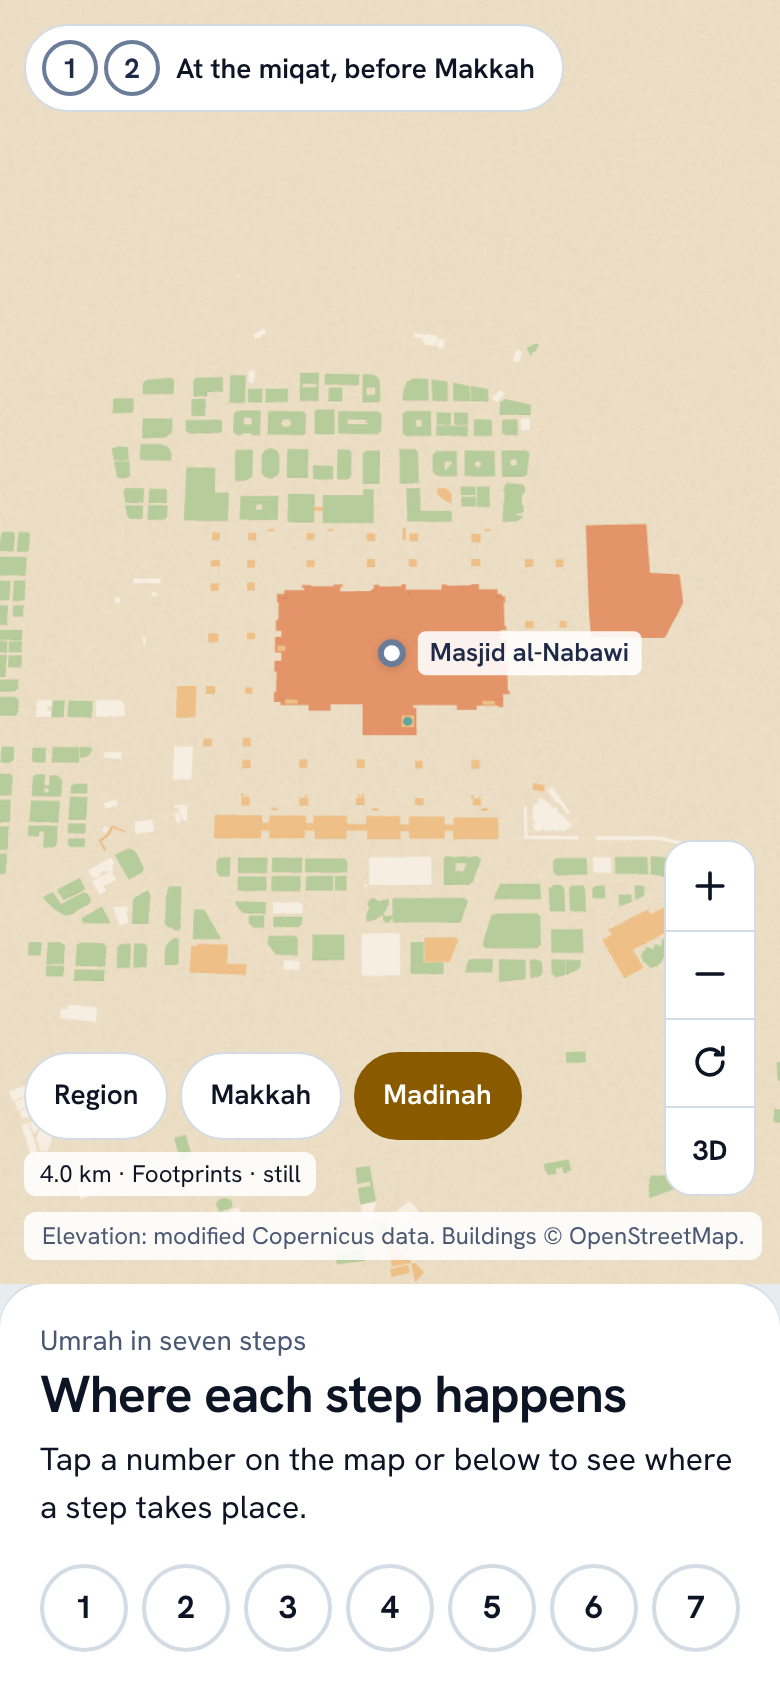 1 2 At the miqat, before Makkah
Masjid al-Nabawi
Region Makkah Madinah
3D
4.0 km · Footprints · still
Elevation: modified Copernicus data. Buildings © OpenStreetMap.
Umrah in seven steps
Where each step happens
Tap a number on the map or below to see where
a step takes place.
1 2 3 4 5 6 7